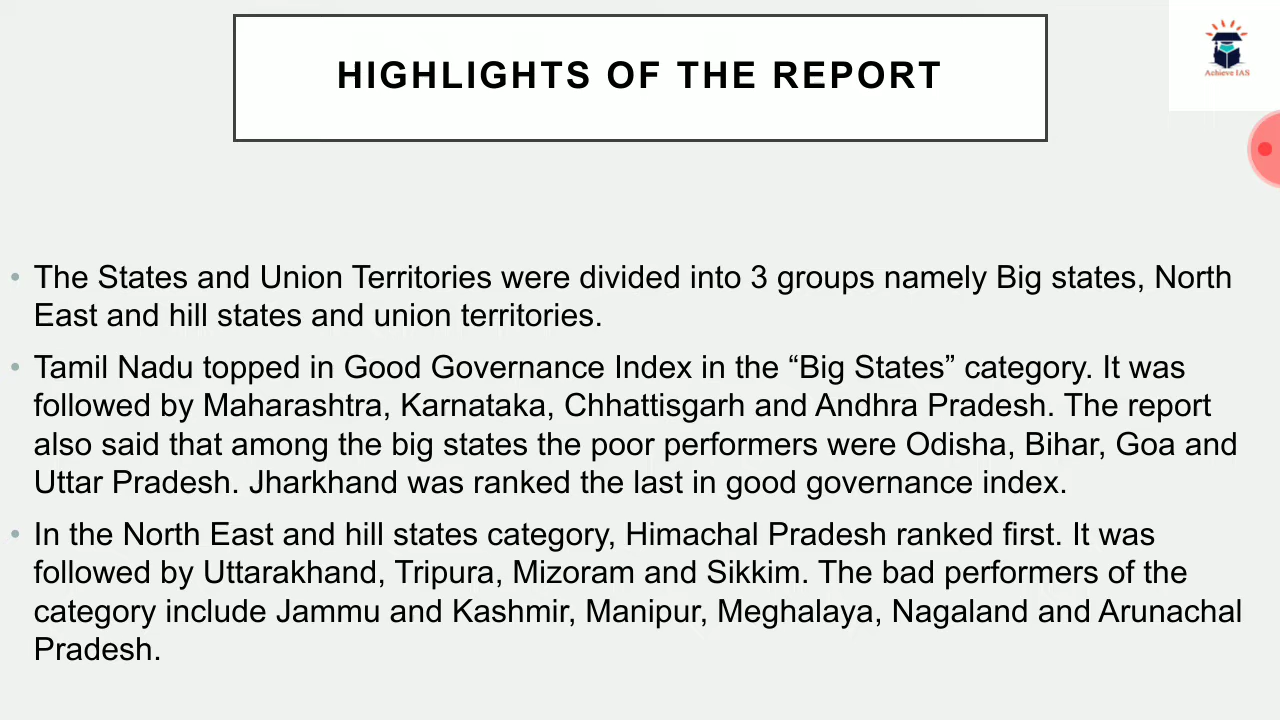 HIGHLIGHTS OF THE REPORT
Achieve IAS
• The States and Union Territories were divided into 3 groups namely Big states, North
East and hill states and union territories.
• Tamil Nadu topped in Good Governance Index in the “Big States” category. It was
followed by Maharashtra, Karnataka, Chhattisgarh and Andhra Pradesh. The report
also said that among the big states the poor performers were Odisha, Bihar, Goa and
Uttar Pradesh. Jharkhand was ranked the last in good governance index.
• In the North East and hill states category, Himachal Pradesh ranked first. It was
followed by Uttarakhand, Tripura, Mizoram and Sikkim. The bad performers of the
category include Jammu and Kashmir, Manipur, Meghalaya, Nagaland and Arunachal
Pradesh.